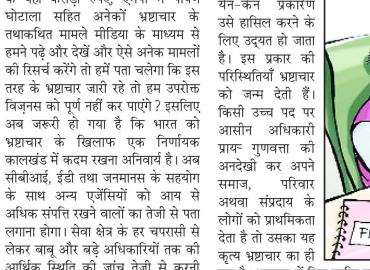 घोटाला सहित अनेकों भ्रष्टाचार के
तथाकथित मामले मीडिया के माध्यम से
हमने पढ़े और देखें और ऐसे अनेक मामलों
की रिसर्च करेंगे तो हमें पता चलेगा कि इस
तरह के भ्रष्टाचार जारी रहे तो हम उपरोक्त
विज़नस को पूर्ण नहीं कर पाएंगे? इसलिए
अब जरूरी हो गया है कि भारत को
भ्रष्टाचार के खिलाफ एक निर्णायक
कालखंड में कदम रखना अनिवार्य है। अब
सीबीआई, ईडी तथा जनमानस के सहयोग
के साथ अन्य एजेंसियों को आय से
अधिक संपत्ति रखने वालों का तेजी से पता
लगाना होगा। सेवा क्षेत्र के हर चपरासी से
लेकर बाबू और बड़े अधिकारियों तक की
आर्थिक स्थिति की जांच तेजी से करनी
येन-केन प्रकारेण
उसे हासिल करने के
लिए उद्यत हो जाता
है। इस प्रकार की
परिस्थितियाँ भ्रष्टाचार
को जन्म देती हैं।
किसी उच्च पद पर
आसीन अधिकारी
प्रायः गुणवत्ता की
अनदेखी कर अपने
समाज, परिवार
अथवा संप्रदाय के
लोगों को प्राथमिकता
देता है तो उसका यह
कृत्य भ्रष्टाचार का ही